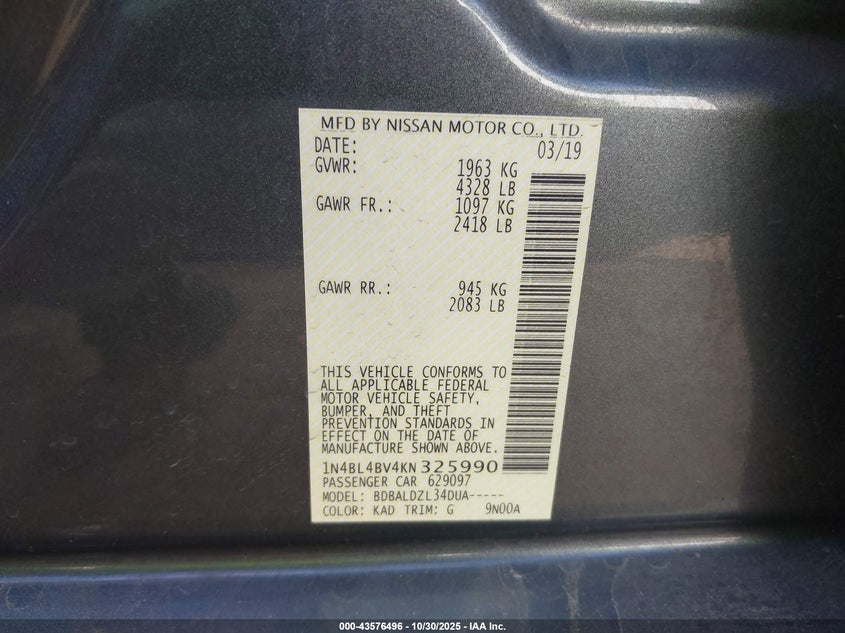 MFD BY NISSAN MOTOR CO., LTD.
DATE: 03/19
GVWR: 1963 KG
4328 LB
GAWR FR.: 1097 KG
2418 LB
GAWR RR.: 945 KG
2083 LB
THIS VEHICLE CONFORMS TO
ALL APPLICABLE FEDERAL
MOTOR VEHICLE SAFETY,
BUMPER, AND THEFT
PREVENTION STANDARDS IN
EFFECT ON THE DATE OF
MANUFACTURE SHOWN ABOVE.
1N4BL4BV4KN325990
PASSENGER CAR 629097
MODEL: BDBALDZL34DUA-----
COLOR: KAD TRIM: G 9N00A
000-43576496 - 10/30/2025 - IAA Inc.